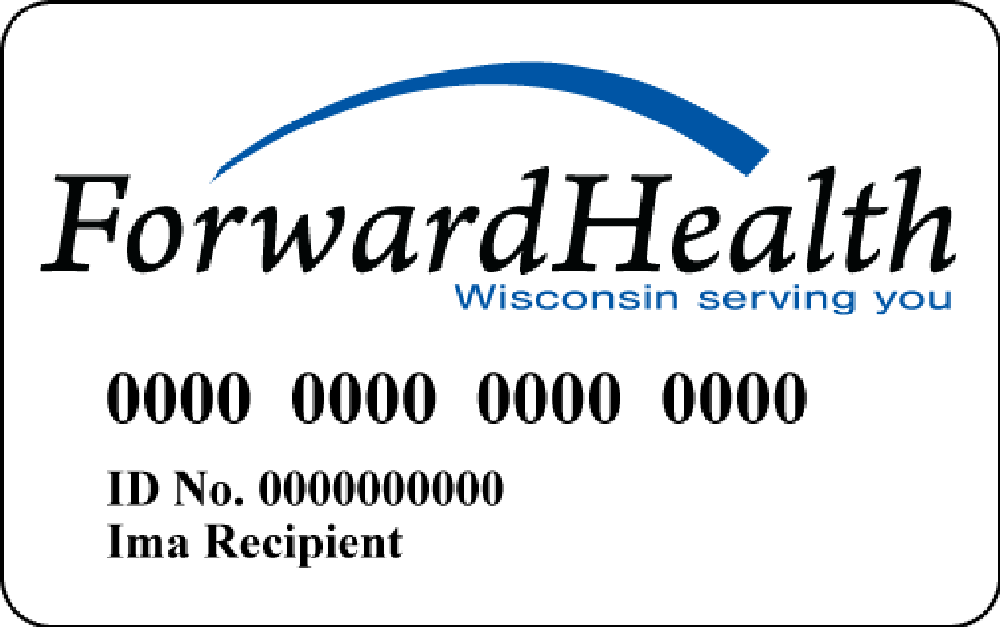 ForwardHealth
Wisconsin serving you
0000 0000 0000 0000
ID No. 0000000000
Ima Recipient